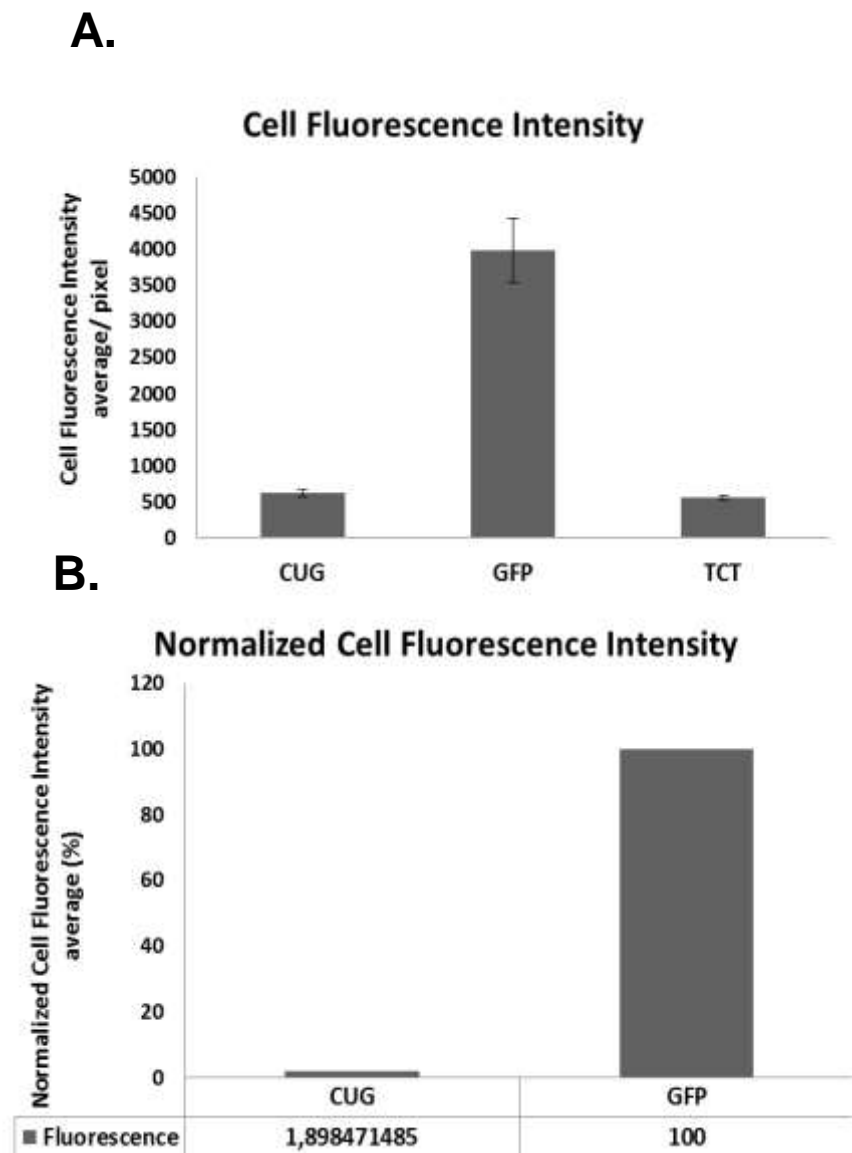 A.
Cell Fluorescence Intensity
Cell Fluorescence Intensity
average/ pixel
5000
4500
4000
3500
3000
2500
2000
1500
1000
500
0
CUG GFP TCT
B.
Normalized Cell Fluorescence Intensity
Normalized Cell Fluorescence Intensity
average (%)
120
100
80
60
40
20
0
CUG GFP
Fluorescence 1,898471485 100